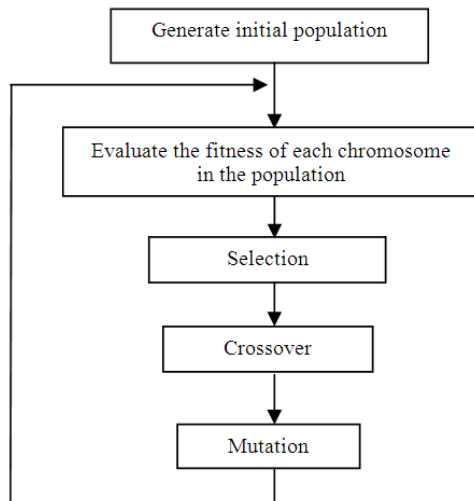 Generate initial population
Evaluate the fitness of each chromosome
in the population
Selection
Crossover
Mutation